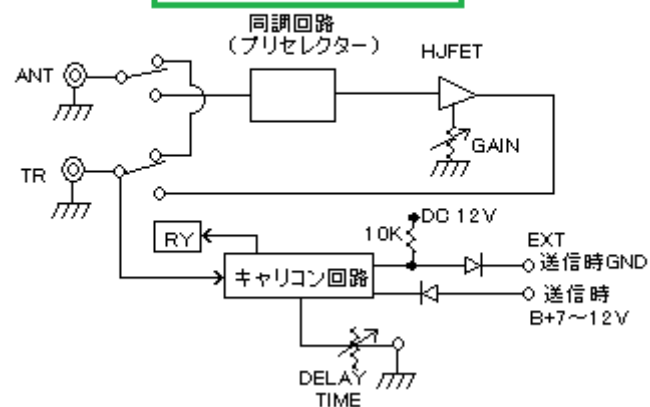 同調回路
（プリセレクター）
ANT
HJFET
GAIN
TR
DC 12V
10K
RY
EXT
キャリコン回路
送信時GND
送信時
B+7～12V
DELAY
TIME